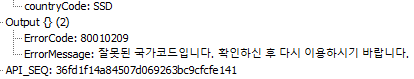 countryCode: SSD
Output {} (2)
ErrorCode: 80010209
ErrorMessage: 잘못된 국가코드입니다. 확인하신 후 다시 이용하시기 바랍니다.
API_SEQ: 36fd1f14a84507d069263bc9cfcfe141